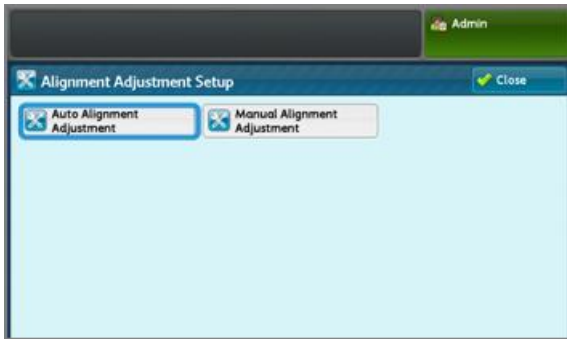 Admin
Alignment Adjustment Setup
Close
Auto Alignment
Adjustment
Manual Alignment
Adjustment